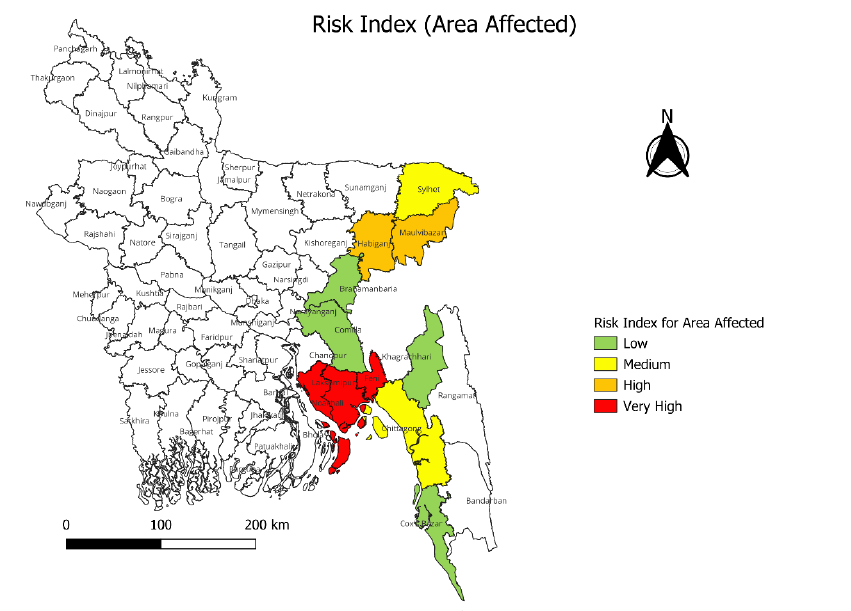 Risk Index (Area Affected)
Panchagarh
Thakurgaon
Lalmonirhat
Nilphamari
Kurigram
Dinajpur
Rangpur
Gaibandha
Joypurhat
Sherpur
Jamalpur
Naogaon
Bogra
Mymensingh
Netrakona
Sunamganj
Sylhet
Nawabganj
Rajshahi
Natore
Sirajganj
Tangail
Kishoreganj
Habiganj
Maulvibazar
Gazipur
Pabna
Narsingdi
Manikganj
Brahamanbaria
Meherpur
Kushtia
Rajbari
Dhaka
Narayanganj
Chuadanga
Jhenaidah
Magura
Faridpur
Munshiganj
Comilla
Jessore
Gopalganj
Shariatpur
Chandpur
Khagrachhari
Lakshmipur
Feni
Rangamati
Satkhira
Khulna
Bagerhat
Pirojpur
Jhalokati
Noakhali
Bhola
Patuakhali
Chittagong
Bandarban
Cox's Bazar
N
Risk Index for Area Affected
Low
Medium
High
Very High
0 100 200 km